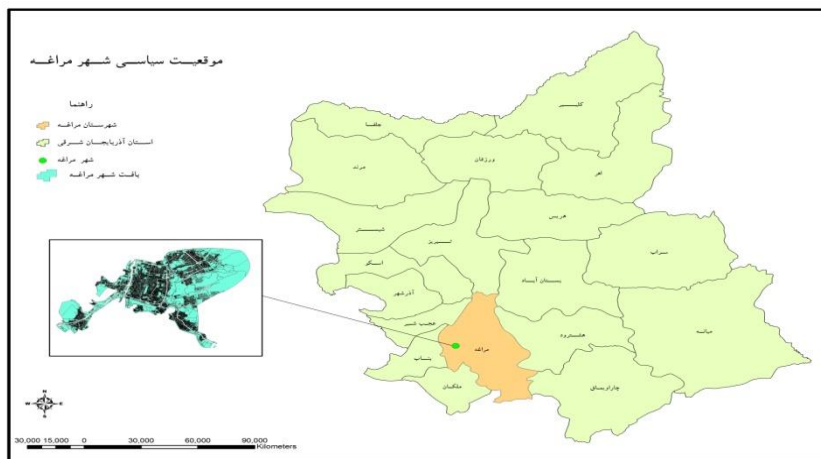 موقعیت سیاسی شهر مراغه
راهنما
شهرستان مراغه
استان آذربایجان شرقی
شهر مراغه
بافت شهر مراغه
کلیبر
جلفا
ورزقان
اهر
مرند
هریس
شبستر
تبریز
سراب
اسکو
بستان آباد
آذرشهر
میانه
عجب شیر
هشترود
مراغه
بناب
چاراویماق
ملکان
N
W E
S
30,000 15,000 0 30,000 60,000 90,000
Kilometers